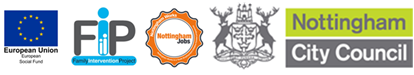 European Union
European
Social Fund
FiP
Family Intervention Project
Nottingham
Jobs
Nottingham
City Council